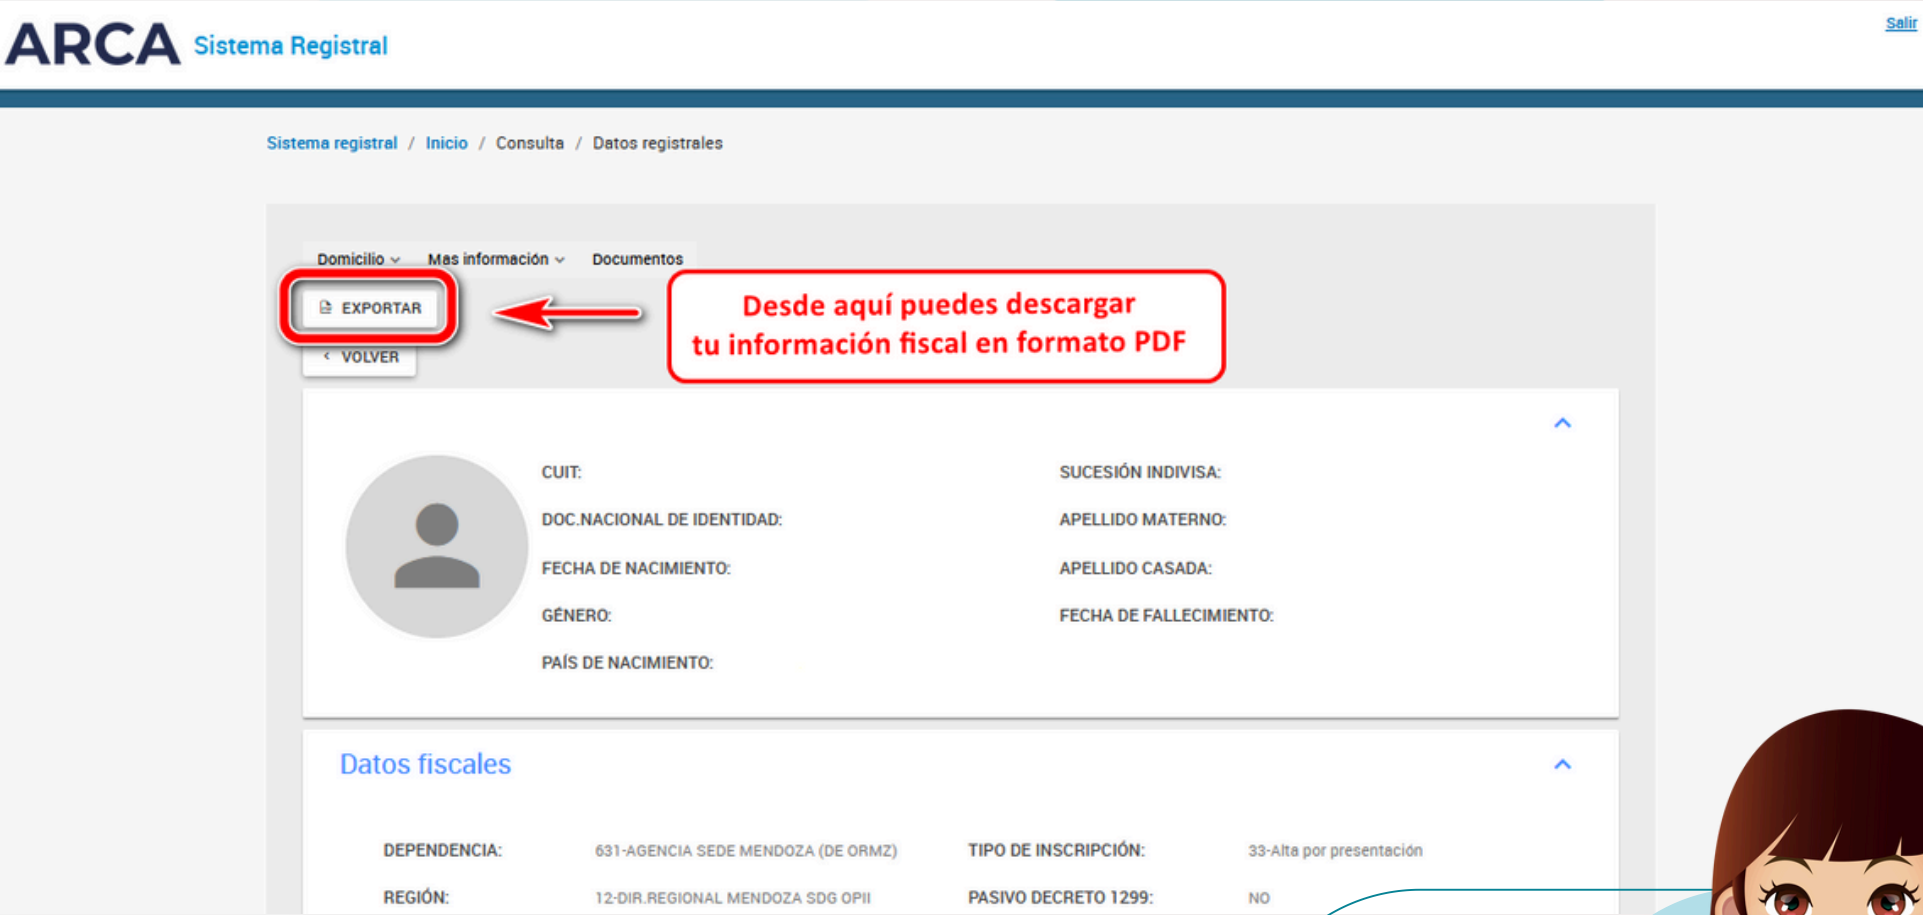 ARCA Sistema Registral
Salir
Sistema registral / Inicio / Consulta / Datos registrales
Domicilio Mas información Documentos
EXPORTAR
Desde aquí puedes descargar
tu información fiscal en formato PDF
VOLVER
CUIT: SUCESIÓN INDIVISA:
DOC.NACIONAL DE IDENTIDAD: APELLIDO MATERNO:
FECHA DE NACIMIENTO: APELLIDO CASADA:
GÉNERO: FECHA DE FALLECIMIENTO:
PAÍS DE NACIMIENTO:
Datos fiscales
DEPENDENCIA: 631-AGENCIA SEDE MENDOZA (DE ORMZ) TIPO DE INSCRIPCIÓN: 33-Alta por presentación
REGIÓN: 12-DIR.REGIONAL MENDOZA SDG OPII PASIVO DECRETO 1299: NO